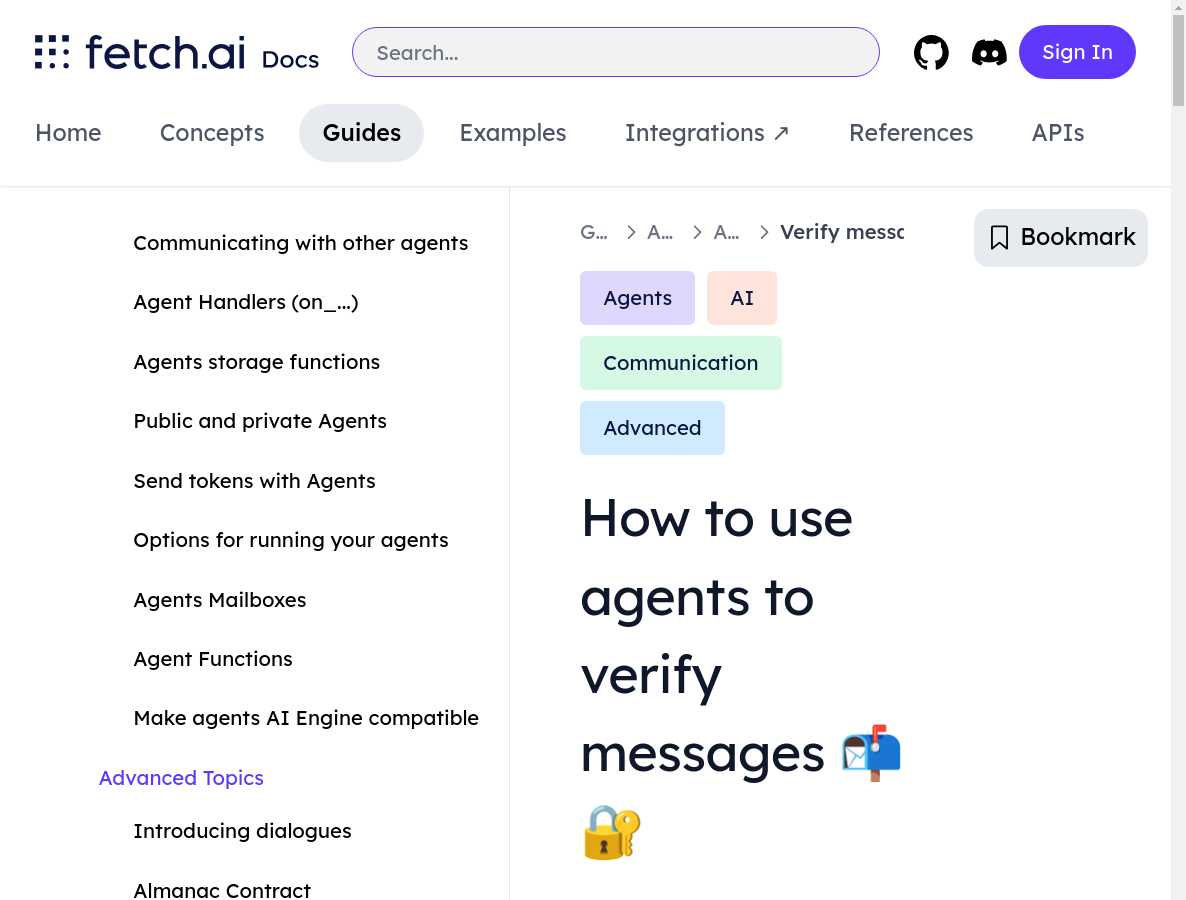 fetch.ai Docs
Search...
Sign In
Home
Concepts
Guides
Examples
Integrations ↗
References
APIs
Communicating with other agents
Agent Handlers (on_...)
Agents storage functions
Public and private Agents
Send tokens with Agents
Options for running your agents
Agents Mailboxes
Agent Functions
Make agents AI Engine compatible
Advanced Topics
Introducing dialogues
Almanac Contract
G... > A... > A... > Verify messa
Bookmark
Agents
AI
Communication
Advanced
How to use
agents to
verify
messages 📬
🔐